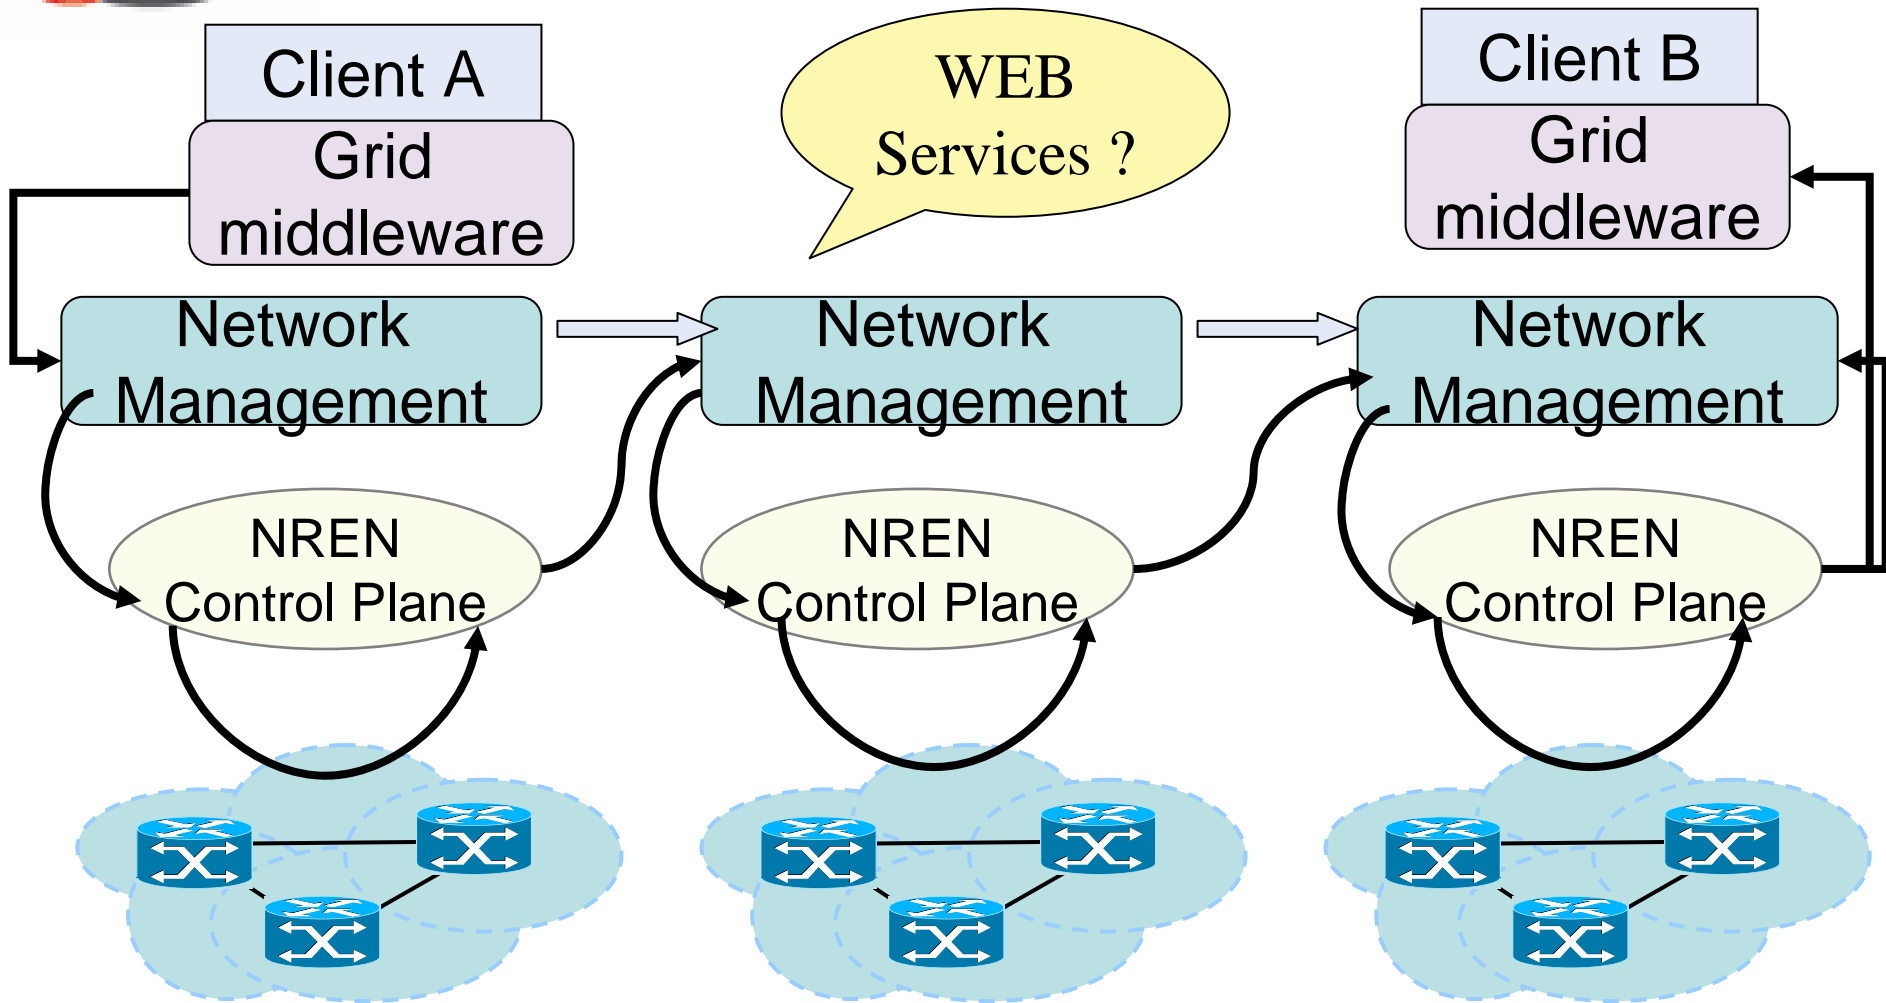 Client A
Grid
middleware
WEB
Services ?
Client B
Grid
middleware
Network
Management
Network
Management
Network
Management
NREN
Control Plane
NREN
Control Plane
NREN
Control Plane